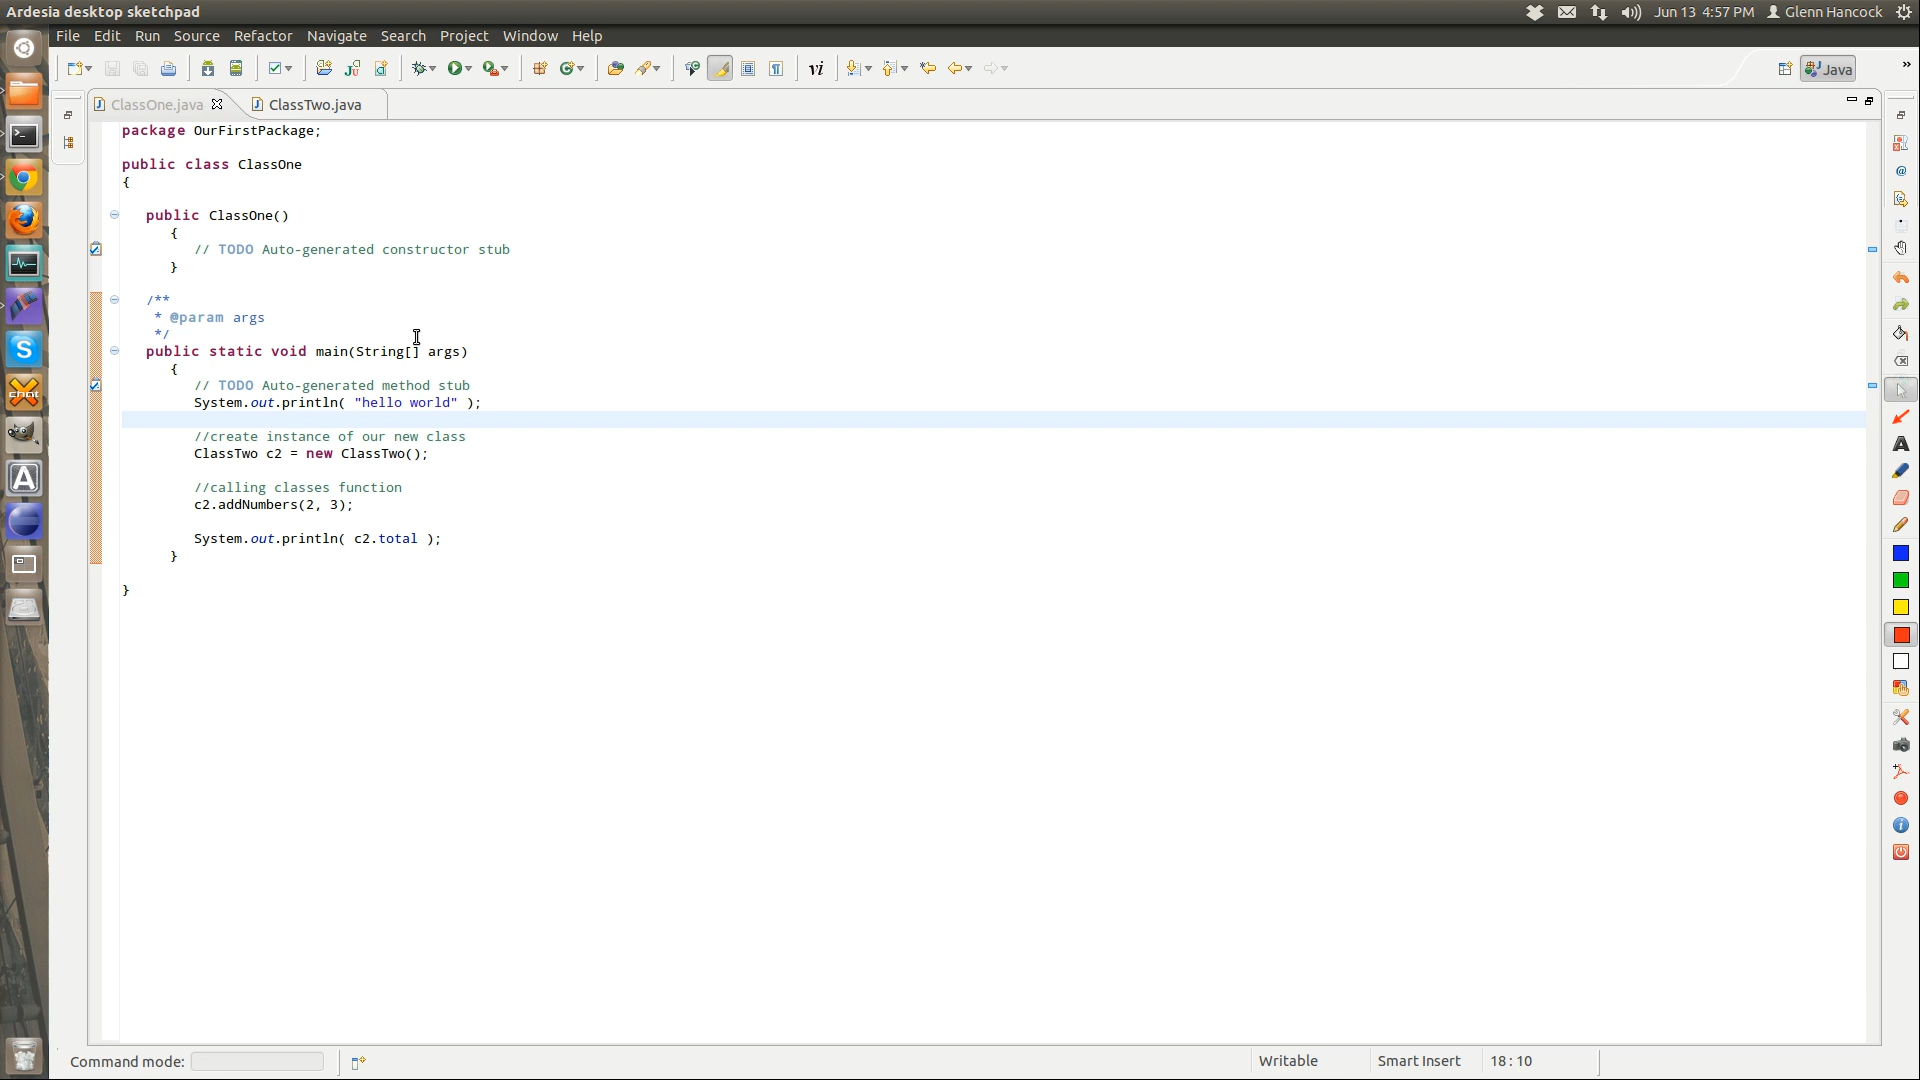 Ardesia desktop sketchpad
Jun 13 4:57 PM Glenn Hancock
File Edit Run Source Refactor Navigate Search Project Window Help
vi Java »
ClassOne.java ClassTwo.java
package OurFirstPackage;
public class ClassOne
{
public ClassOne()
{
// TODO Auto-generated constructor stub
}
/**
* @param args
*/
public static void main(String[] args)
{
// TODO Auto-generated method stub
System.out.println( "hello world" );
//create instance of our new class
ClassTwo c2 = new ClassTwo();
//calling classes function
c2.addNumbers(2, 3);
System.out.println( c2.total );
}
}
Command mode: Writable Smart Insert 18 : 10